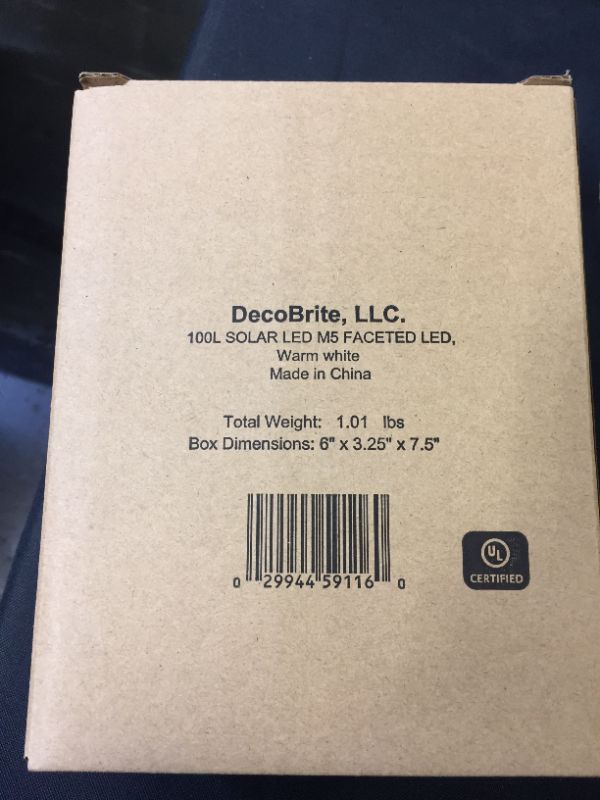 DecoBrite, LLC.
100L SOLAR LED M5 FACETED LED,
Warm white
Made in China
Total Weight: 1.01 lbs
Box Dimensions: 6" x 3.25" x 7.5"
0 29944 59116 0
UL
CERTIFIED